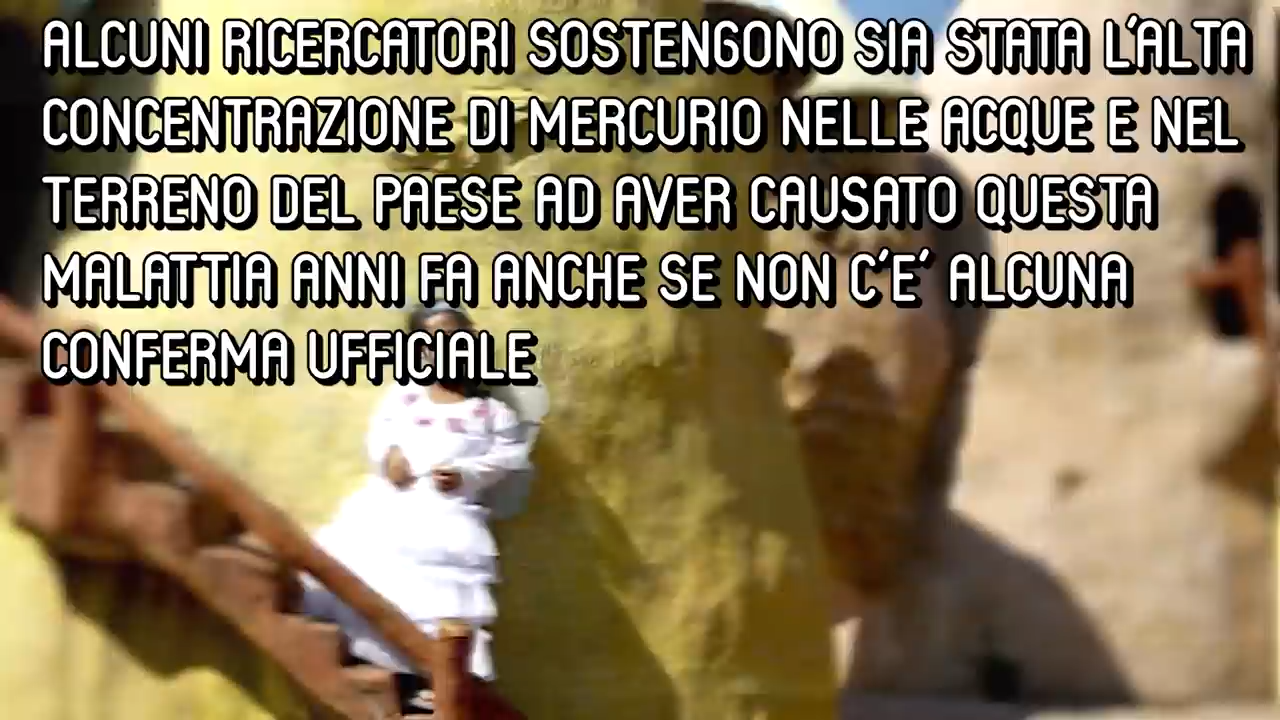 ALCUNI RICERCATORI SOSTENGONO SIA STATA L'ALTA
CONCENTRAZIONE DI MERCURIO NELLE ACQUE E NEL
TERRENO DEL PAESE AD AVER CAUSATO QUESTA
MALATTIA ANNI FA ANCHE SE NON C'E' ALCUNA
CONFERMA UFFICIALE